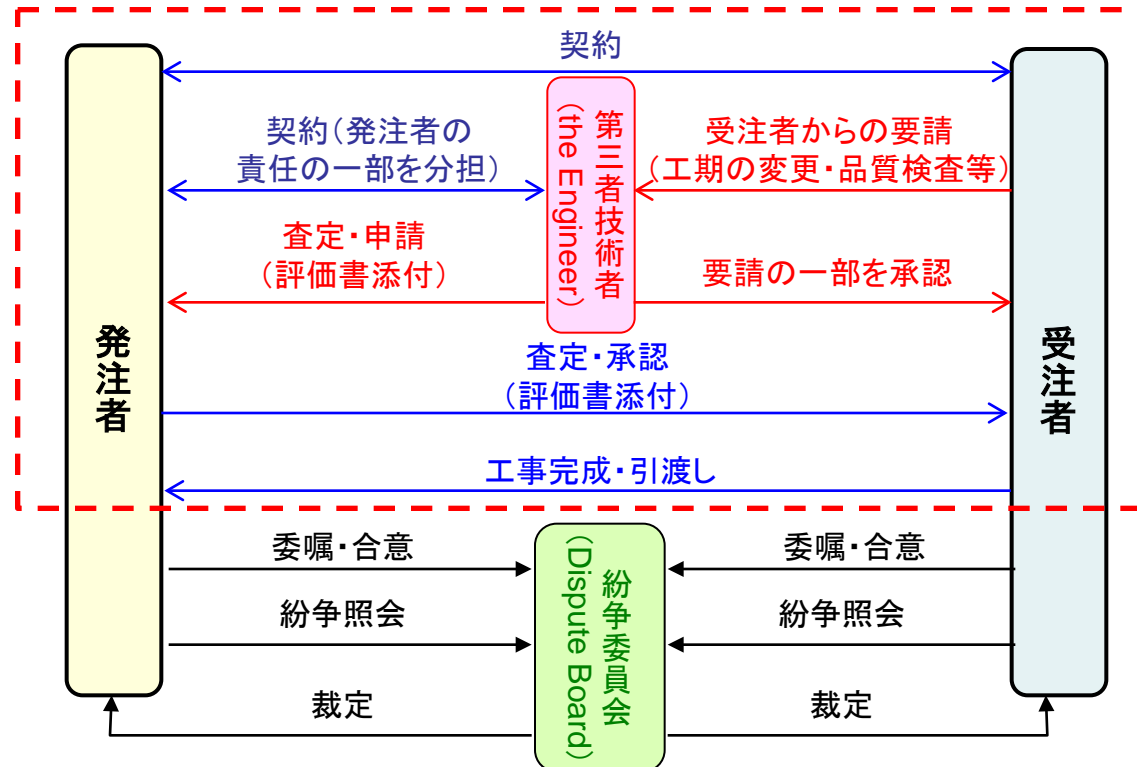 契約
発注者
受注者
第三者技術者
(the Engineer)
契約（発注者の
責任の一部を分担）
受注者からの要請
（工期の変更・品質検査等）
査定・申請
（評価書添付）
要請の一部を承認
査定・承認
（評価書添付）
工事完成・引渡し
紛争委員会
(Dispute Board)
委嘱・合意
委嘱・合意
紛争照会
紛争照会
裁定
裁定